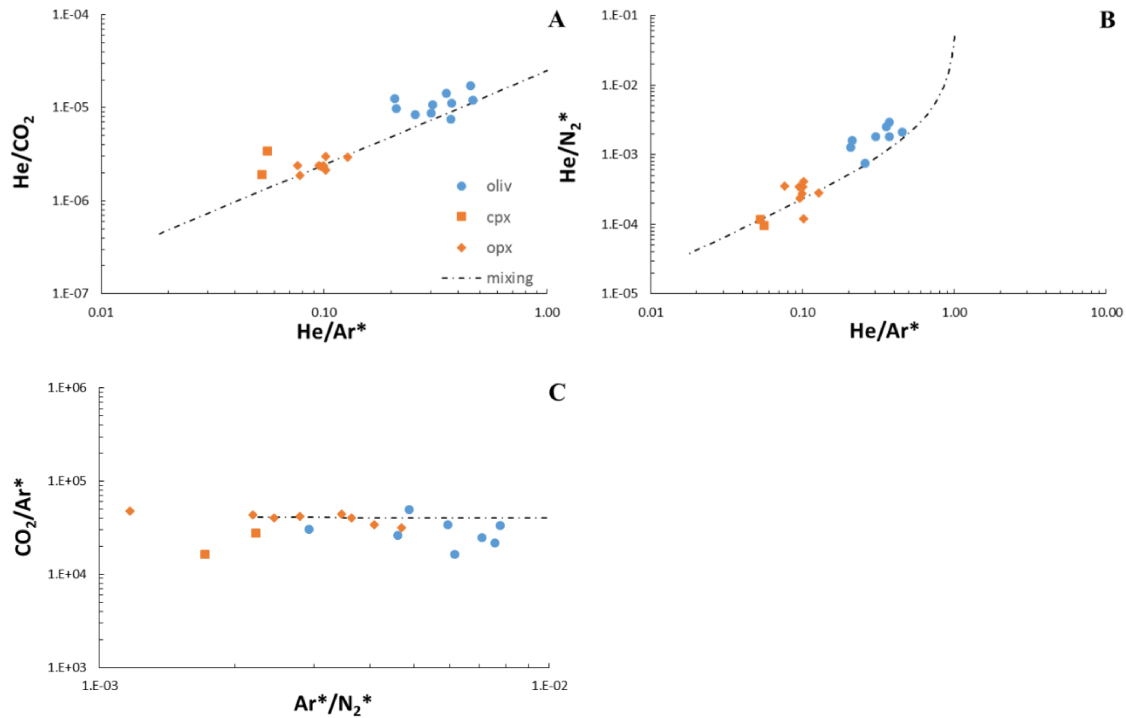 A
1.E-04
1.E-05
1.E-06
1.E-07
He/CO2
0.01
0.10
1.00
He/Ar*
oliv
cpx
opx
mixing
B
1.E-01
1.E-02
1.E-03
1.E-04
1.E-05
He/N2*
0.01
0.10
1.00
10.00
He/Ar*
C
1.E+06
1.E+05
1.E+04
1.E+03
CO2/Ar*
1.E-03
1.E-02
Ar*/N2*